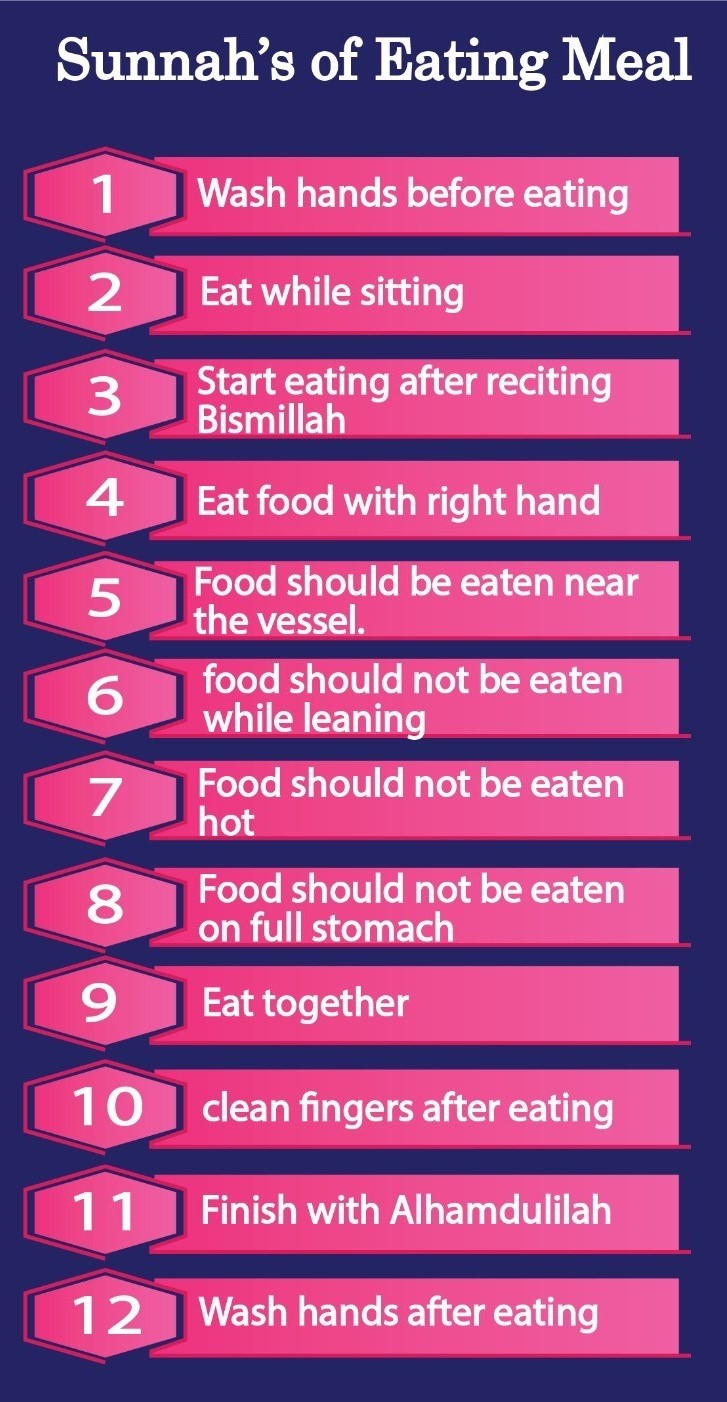 Sunnah's of Eating Meal
1
Wash hands before eating
2
Eat while sitting
3
Start eating after reciting
Bismillah
4
Eat food with right hand
5
Food should be eaten near
the vessel.
6
food should not be eaten
while leaning
7
Food should not be eaten
hot
8
Food should not be eaten
on full stomach
9
Eat together
10
clean fingers after eating
11
Finish with Alhamdulilah
12
Wash hands after eating